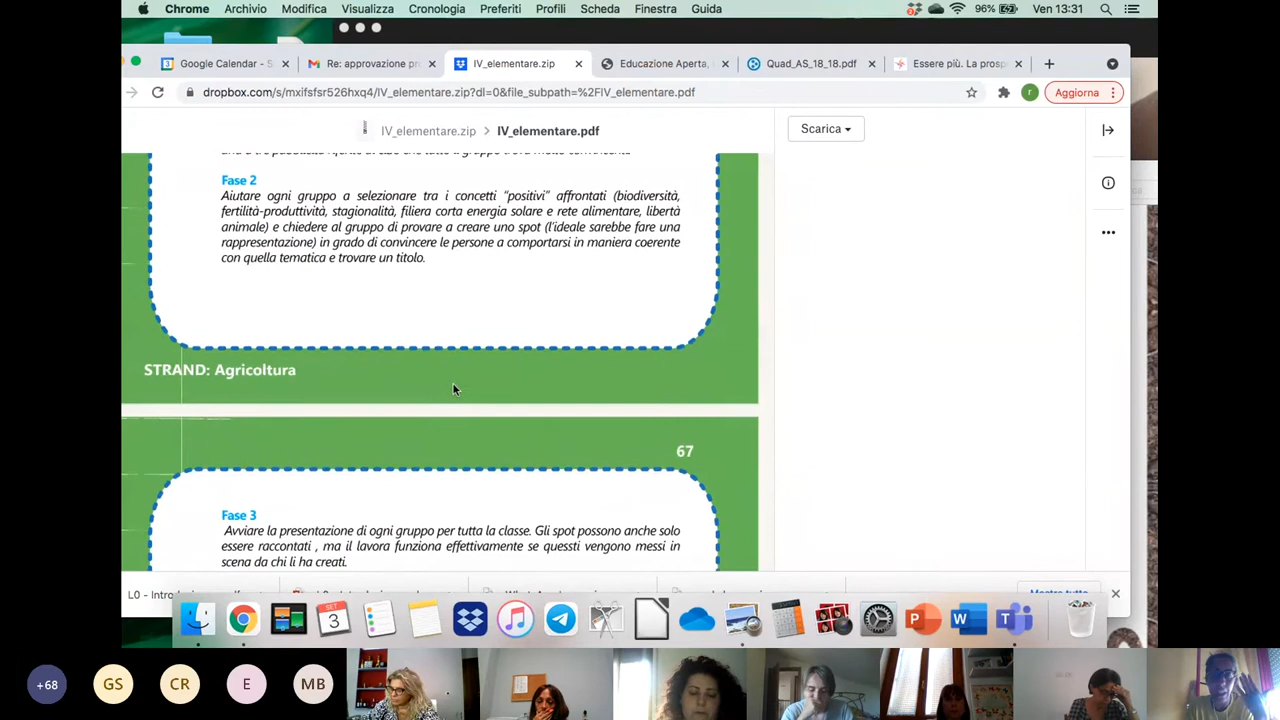 Chrome Archivio Modifica Visualizza Cronologia Preferiti Profili Scheda Finestra Guida 96% Ven 13:31
Google Calendar - S Re: approvazione pr IV_elementare.zip Educazione Aperta, Quad_AS_18_18.pdf Essere più. La prosp
dropbox.com/s/mxifsfsr526hxq4/IV_elementare.zip?dl=0&file_subpath=%2FIV_elementare.pdf r Aggiorna
IV_elementare.zip > IV_elementare.pdf Scarica
Fase 2
Aiutare ogni gruppo a selezionare tra i concetti "positivi" affrontati (biodiversità,
fertilità-produttività, stagionalità, filiera corta energia solare e rete alimentare, libertà
animale) e chiedere al gruppo di provare a creare uno spot (l'ideale sarebbe fare una
rappresentazione) in grado di convincere le persone a comportarsi in maniera coerente
con quella tematica e trovare un titolo.
STRAND: Agricoltura
67
Fase 3
Avviare la presentazione di ogni gruppo per tutta la classe. Gli spot possono anche solo
essere raccontati , ma il lavora funziona effettivamente se quessti vengono messi in
scena da chi li ha creati.
SET
3
+68 GS CR E MB